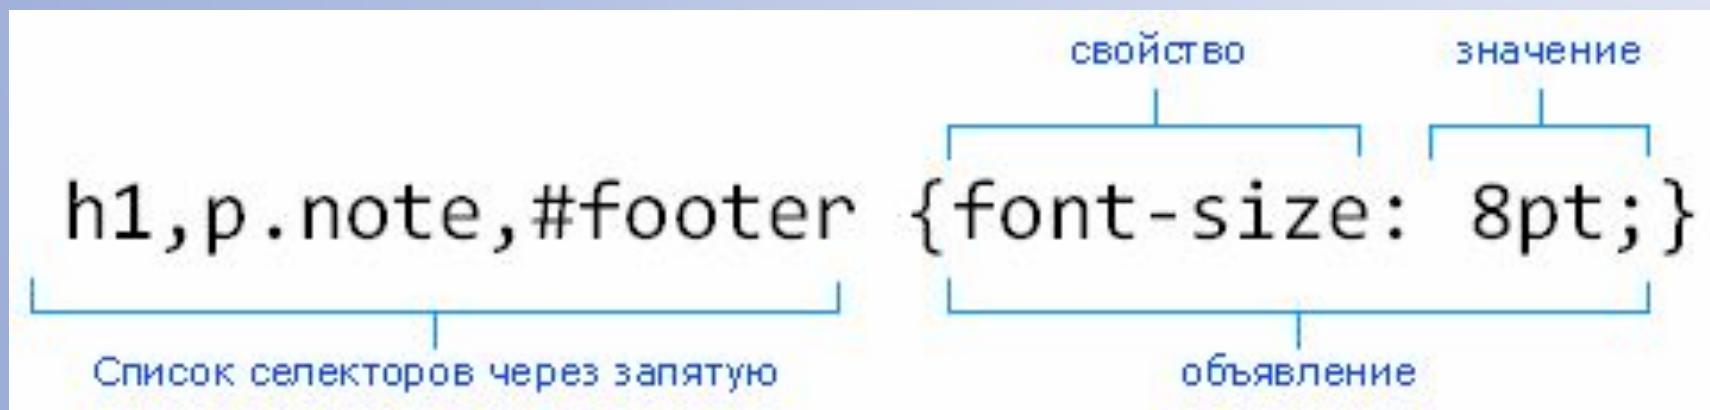 свойство значение
h1,p.note,#footer {font-size: 8pt;}
Список селекторов через запятую объявление